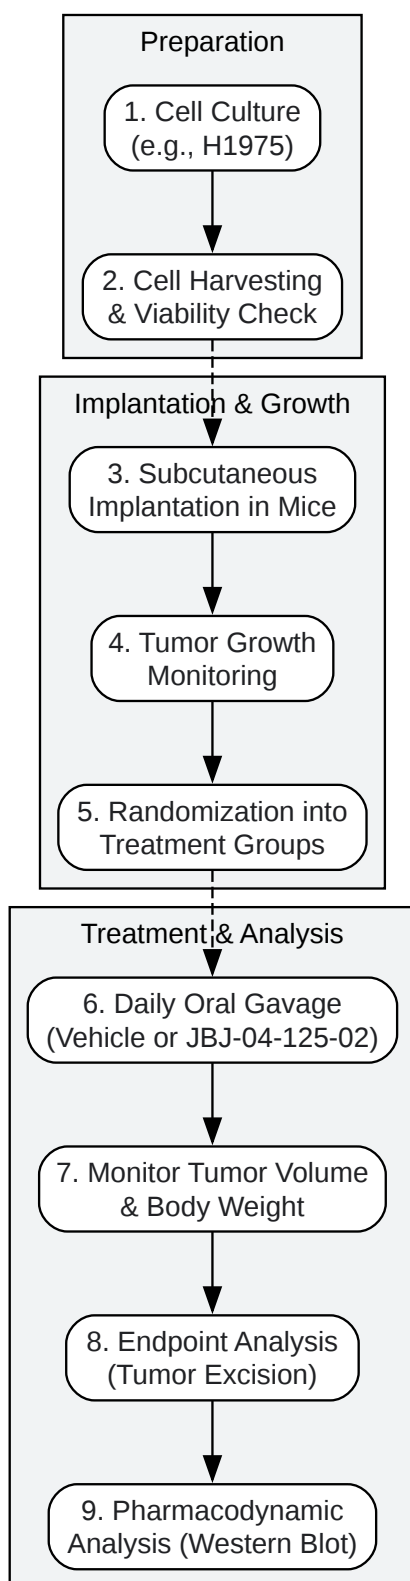 Preparation
1. Cell Culture
(e.g., H1975)
2. Cell Harvesting
& Viability Check
Implantation & Growth
3. Subcutaneous
Implantation in Mice
4. Tumor Growth
Monitoring
5. Randomization into
Treatment Groups
Treatment & Analysis
6. Daily Oral Gavage
(Vehicle or JBJ-04-125-02)
7. Monitor Tumor Volume
& Body Weight
8. Endpoint Analysis
(Tumor Excision)
9. Pharmacodynamic
Analysis (Western Blot)